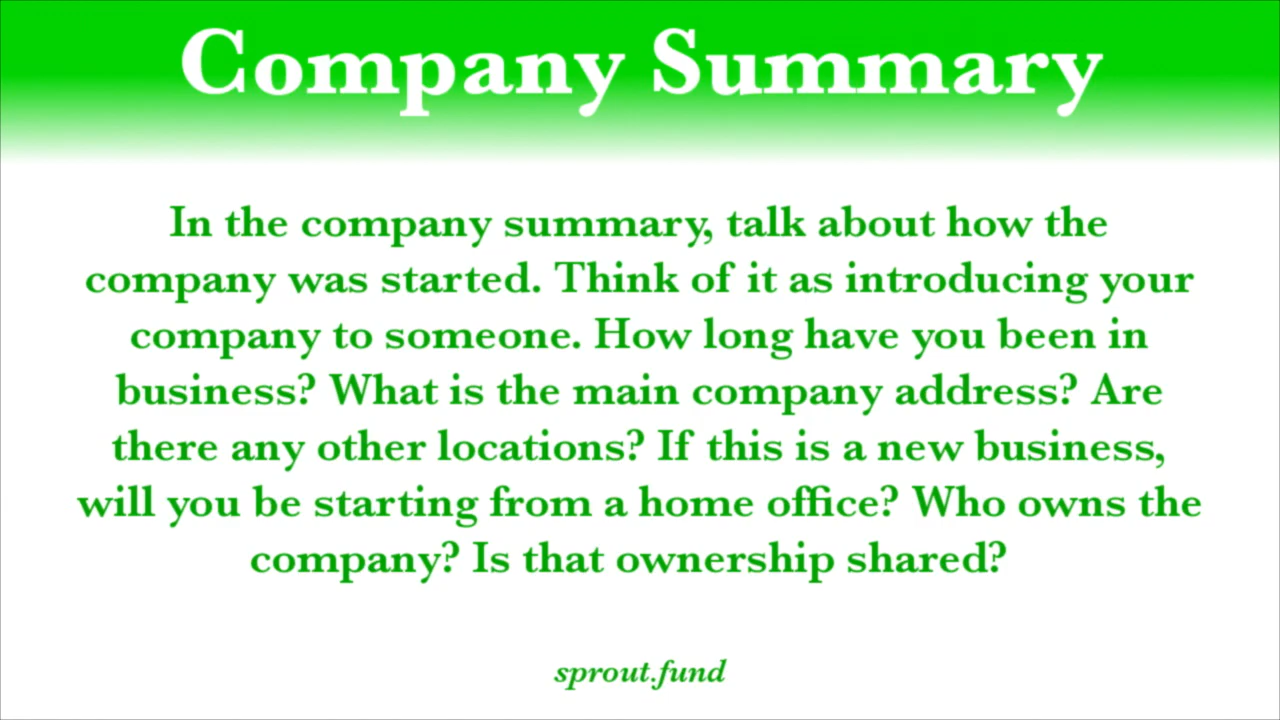 Company Summary
In the company summary, talk about how the
company was started. Think of it as introducing your
company to someone. How long have you been in
business? What is the main company address? Are
there any other locations? If this is a new business,
will you be starting from a home office? Who owns the
company? Is that ownership shared?
sprout.fund